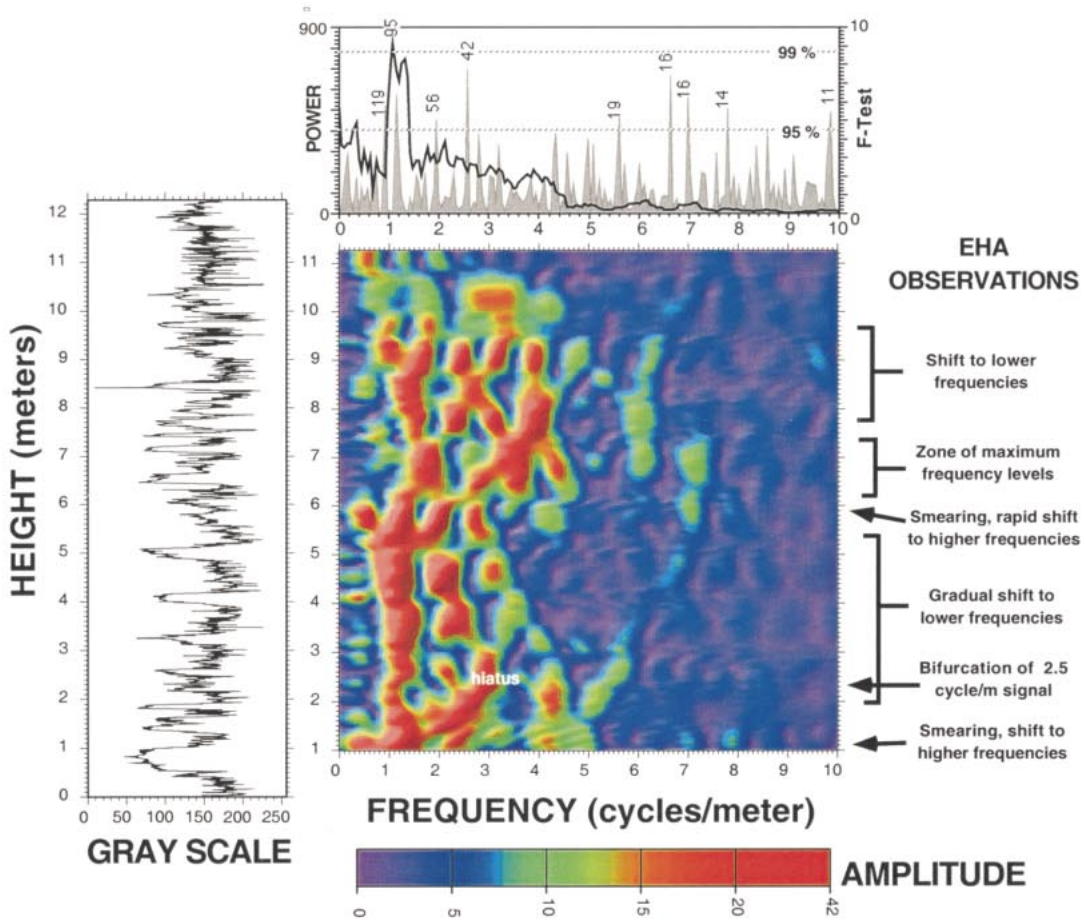 900
10
POWER
F-Test
0
0
119
95
56
42
19
16
16
14
11
99 %
95 %
0 1 2 3 4 5 6 7 8 9 10
HEIGHT (meters)
12
11
10
9
8
7
6
5
4
3
2
1
0
0 50 100 150 200 250
GRAY SCALE
11
10
9
8
7
6
5
4
3
2
1
hiatus
0 1 2 3 4 5 6 7 8 9 10
FREQUENCY (cycles/meter)
EHA
OBSERVATIONS
Shift to lower
frequencies
Zone of maximum
frequency levels
Smearing, rapid shift
to higher frequencies
Gradual shift to
lower frequencies
Bifurcation of 2.5
cycle/m signal
Smearing, shift to
higher frequencies
AMPLITUDE
0 5 10 15 20 42